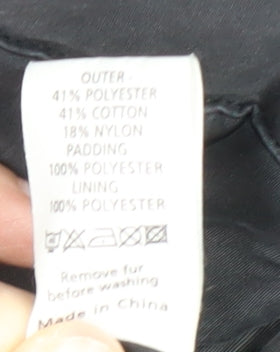 OUTER
41% POLYESTER
41% COTTON
18% NYLON
PADDING
100% POLYESTER
LINING
100% POLYESTER
Remove fur
before washing
Made in China